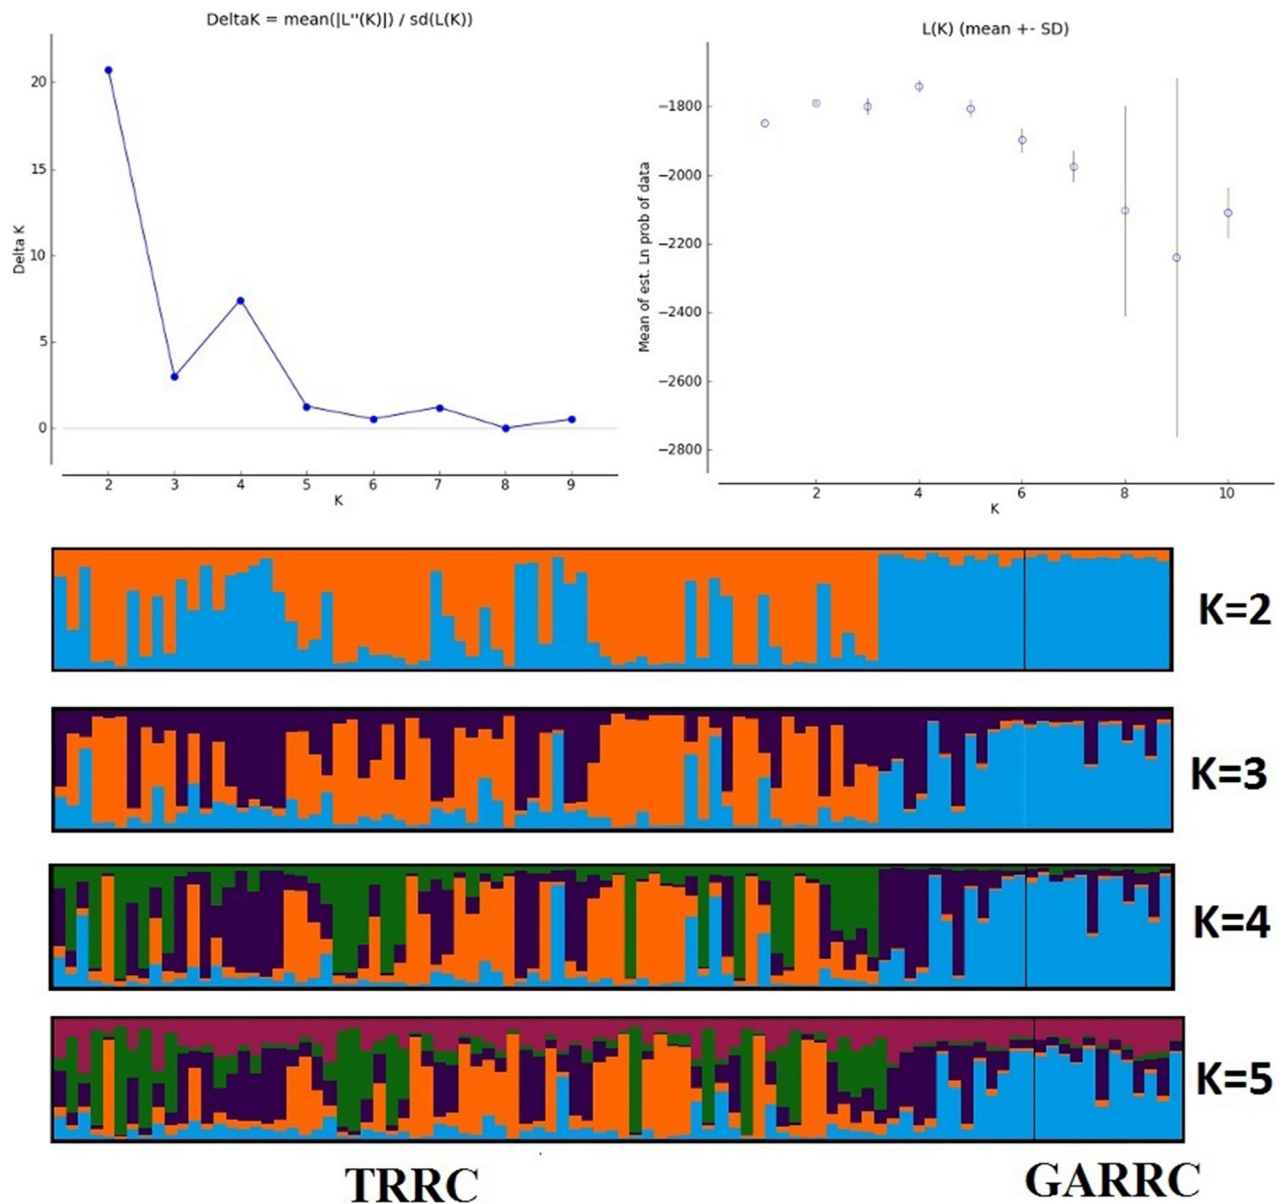 DeltaK = mean(|L''(K)|) / sd(L(K))
Delta K
20
15
10
5
0
2 3 4 5 6 7 8 9
K
L(K) (mean +- SD)
Mean of est. Ln prob of data
−1800
−2000
−2200
−2400
−2600
−2800
2 4 6 8 10
K
K=2
K=3
K=4
K=5
TRRC GARRC